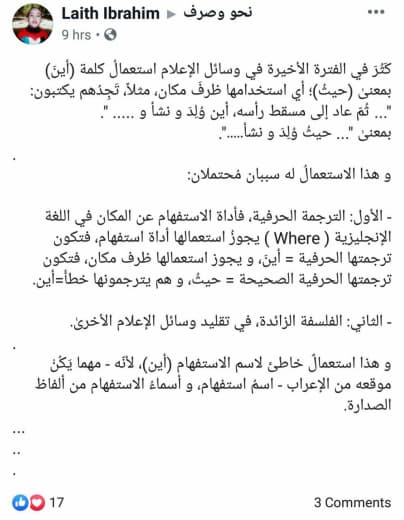 Laith Ibrahim ▸ نحو وصرف
9 hrs •
كَثُرَ في الفترة الأخيرة في وسائل الإعلام استعمالُ كلمة (أينَ)
بمعنى (حيثُ)؛ أي استخدامها ظرفَ مكان، مثلاً، تَجِدُهم يكتبون:
"... ثُمَ عاد إلى مسقط رأسه، أين وُلِدَ و نشأ و ..... ".
بمعنىٰ "... حيثُ وُلِدَ و نشأ.....".
.
و هذا الاستعمالُ له سببان مُحتملان:
- الأول: الترجمة الحرفية، فأداة الاستفهام عن المكان في اللغة
الإنجليزية ( Where ) يجوزُ استعمالها أداة استفهام، فتكون
ترجمتها الحرفية = أينَ، و يجوز استعمالها ظرف مكان، فتكون
ترجمتها الحرفية الصحيحة = حيثُ، و هم يترجمونها خطأً=أين.
- الثاني: الفلسفة الزائدة، في تقليد وسائل الإعلام الأخرىٰ.
.
و هذا استعمالٌ خاطئ لاسم الاستفهام (أين)، لأنّه - مهما يَكُنْ
موقعه من الإعراب - اسمُ استفهام، و أسماءُ الاستفهام من ألفاظ
الصدارة.
...
..
.
17
3 Comments